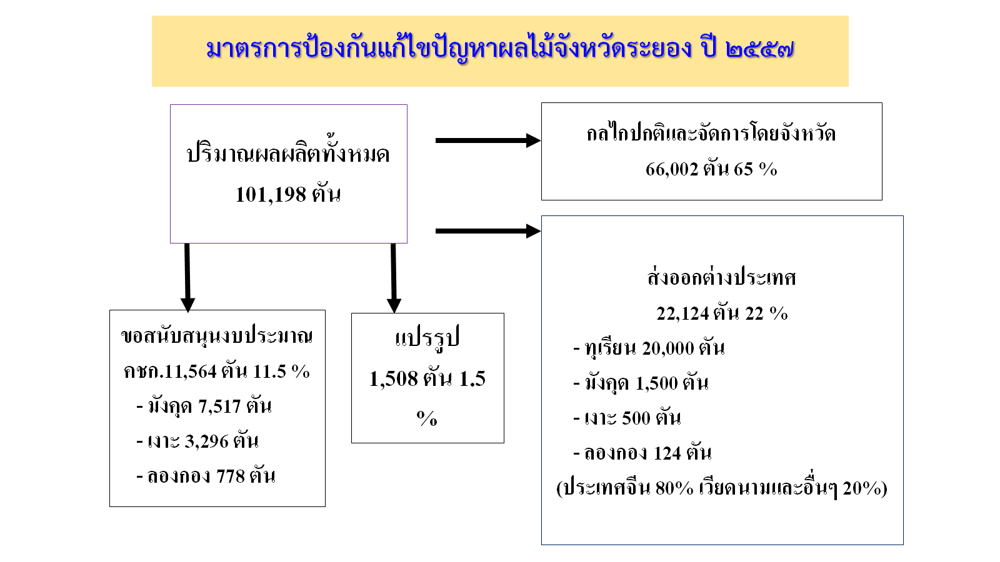 มาตรการป้องกันแก้ไขปัญหาผลไม้จังหวัดระยอง ปี ๒๕๕๗
ปริมาณผลผลิตทั้งหมด
101,198 ตัน
กลไกปกติและจัดการโดยจังหวัด
66,002 ตัน 65 %
ส่งออกต่างประเทศ
22,124 ตัน 22 %
- ทุเรียน 20,000 ตัน
- มังคุด 1,500 ตัน
- เงาะ 500 ตัน
- ลองกอง 124 ตัน
(ประเทศจีน 80% เวียดนามและอื่นๆ 20%)
ขอสนับสนุนงบประมาณ
คชก.11,564 ตัน 11.5 %
- มังคุด 7,517 ตัน
- เงาะ 3,296 ตัน
- ลองกอง 778 ตัน
แปรรูป
1,508 ตัน 1.5
%